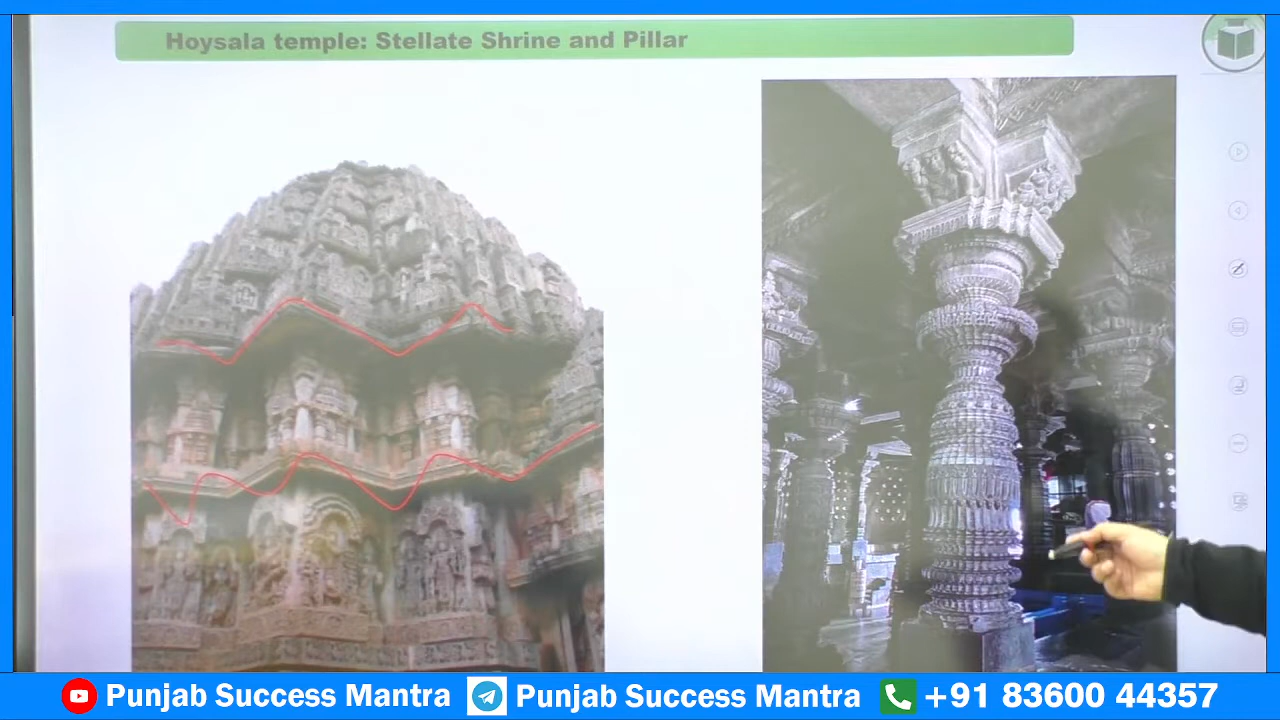 Hoysala temple: Stellate Shrine and Pillar
Punjab Success Mantra Punjab Success Mantra +91 83600 44357